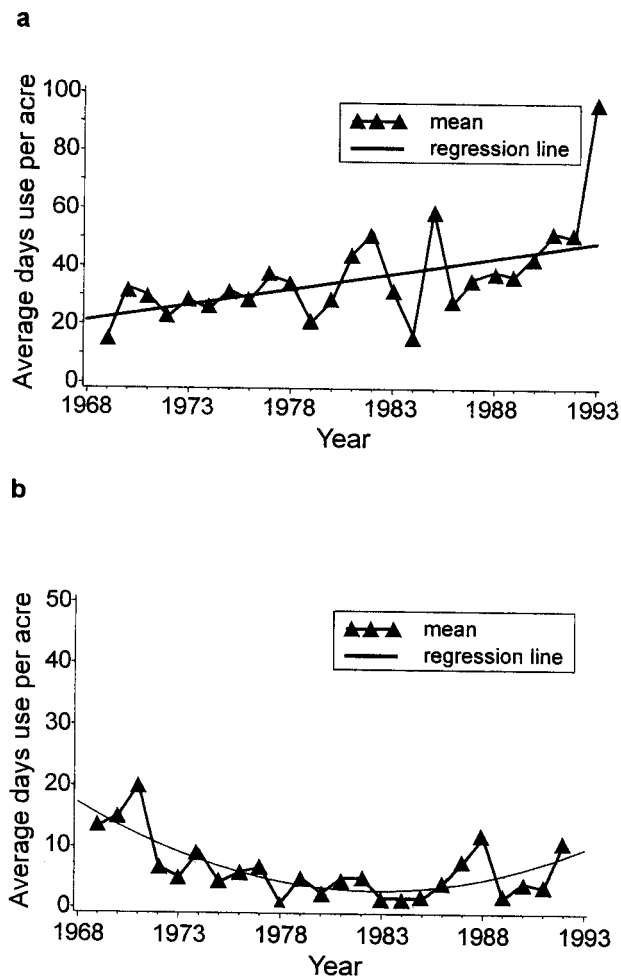 a
Average days use per acre
100
80
60
40
20
0
mean
regression line
1968 1973 1978 1983 1988 1993
Year
b
Average days use per acre
50
40
30
20
10
0
mean
regression line
1968 1973 1978 1983 1988 1993
Year